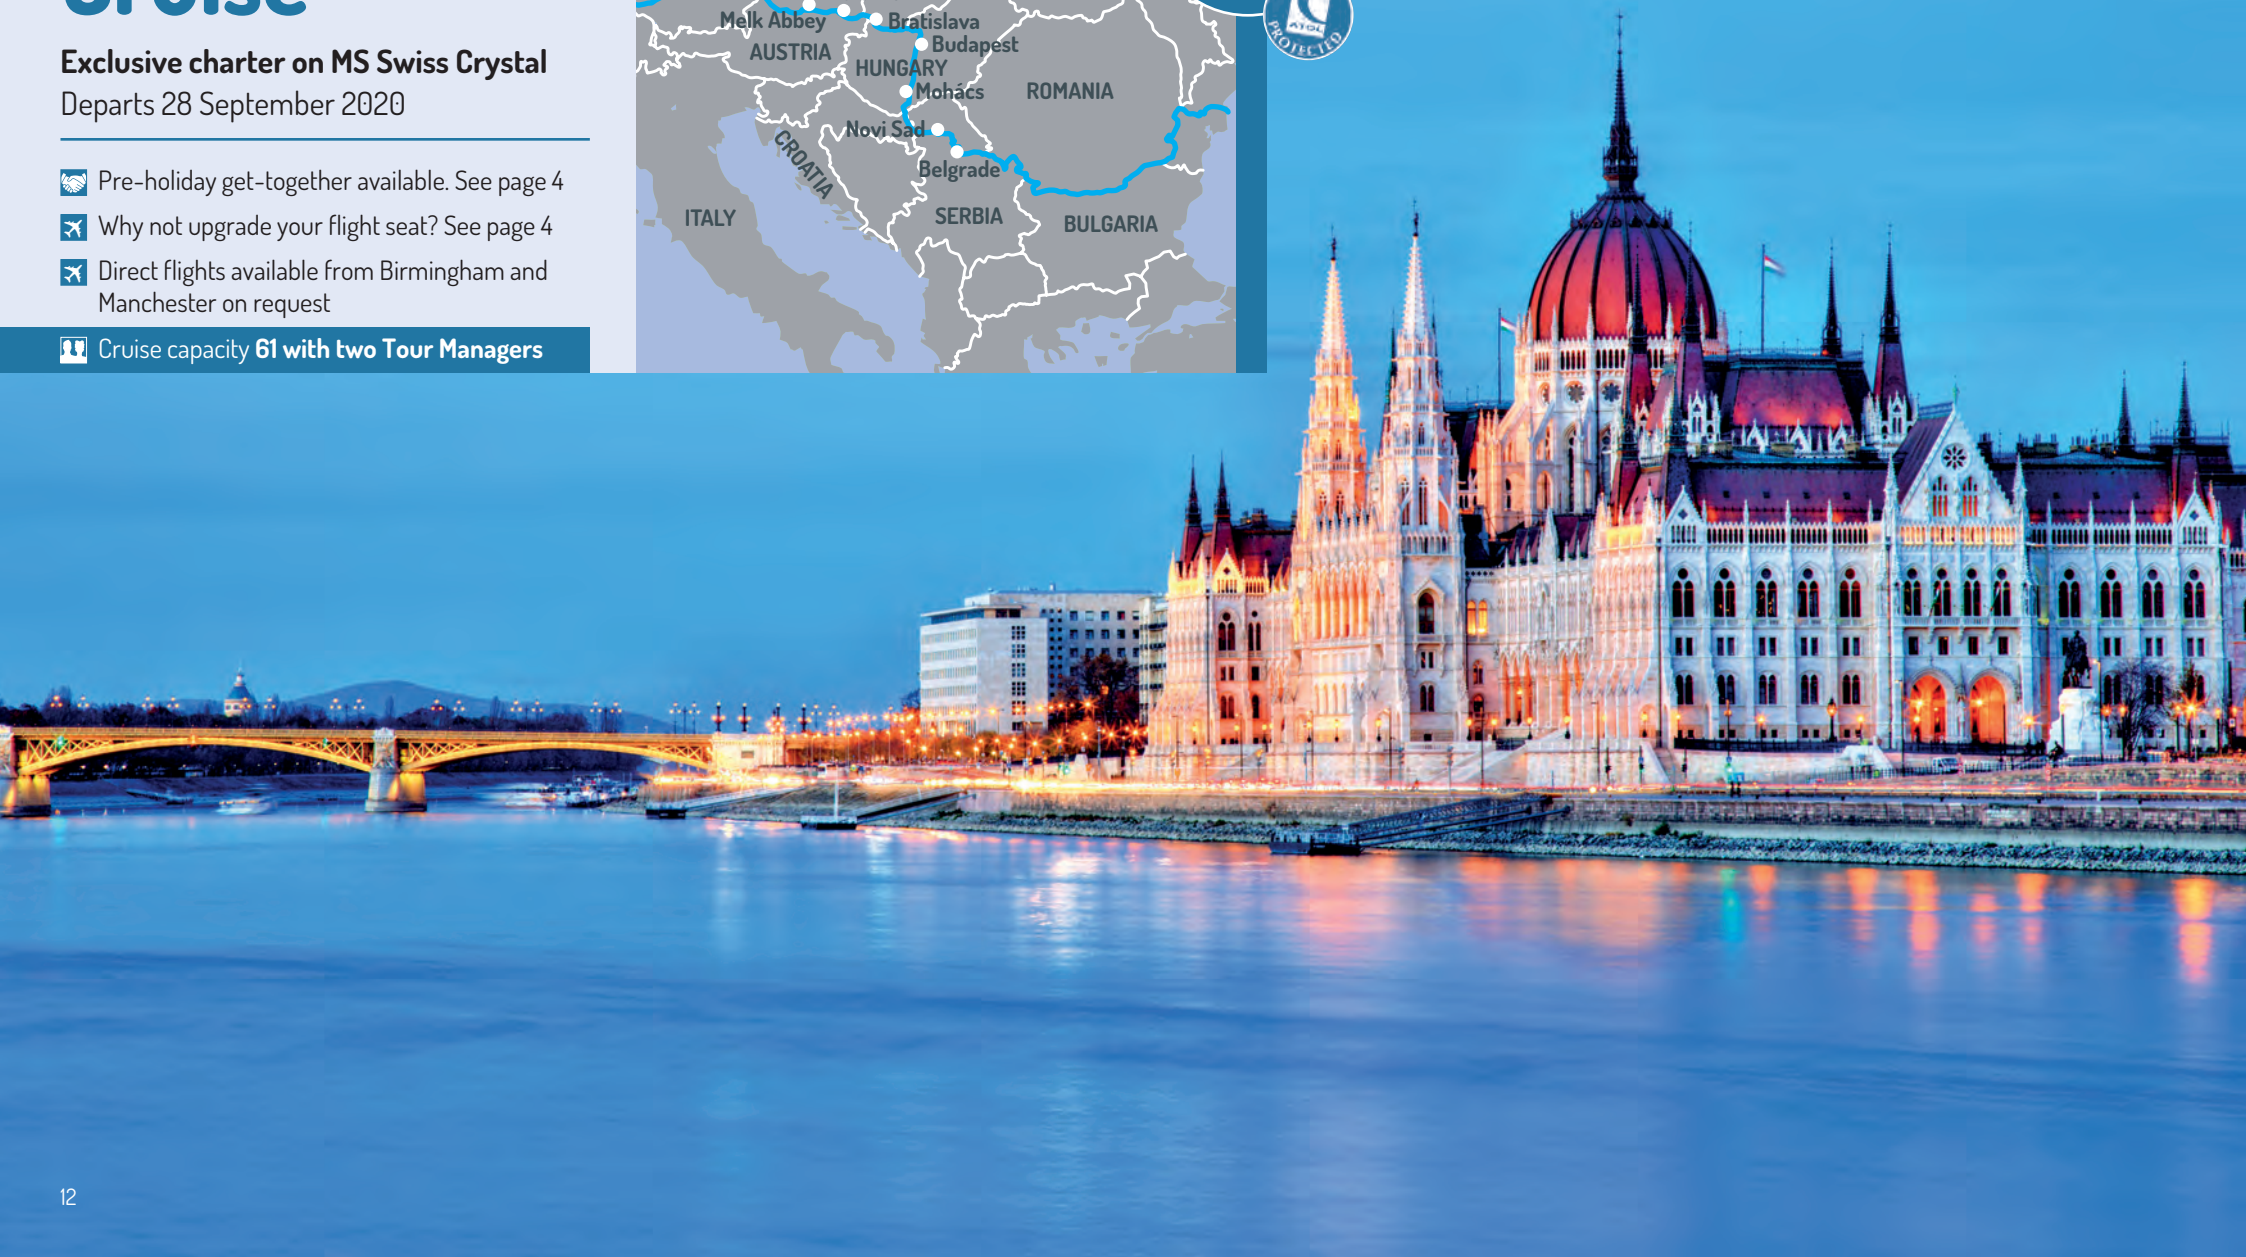 Cruise
Exclusive charter on MS Swiss Crystal
Departs 28 September 2020
Pre-holiday get-together available. See page 4
Why not upgrade your flight seat? See page 4
Direct flights available from Birmingham and
Manchester on request
Cruise capacity 61 with two Tour Managers
Melk Abbey
Bratislava
AUSTRIA
Budapest
HUNGARY
Mohács
ROMANIA
Novi Sad
CROATIA
Belgrade
ITALY
SERBIA
BULGARIA
ATOL
PROTECTED
12